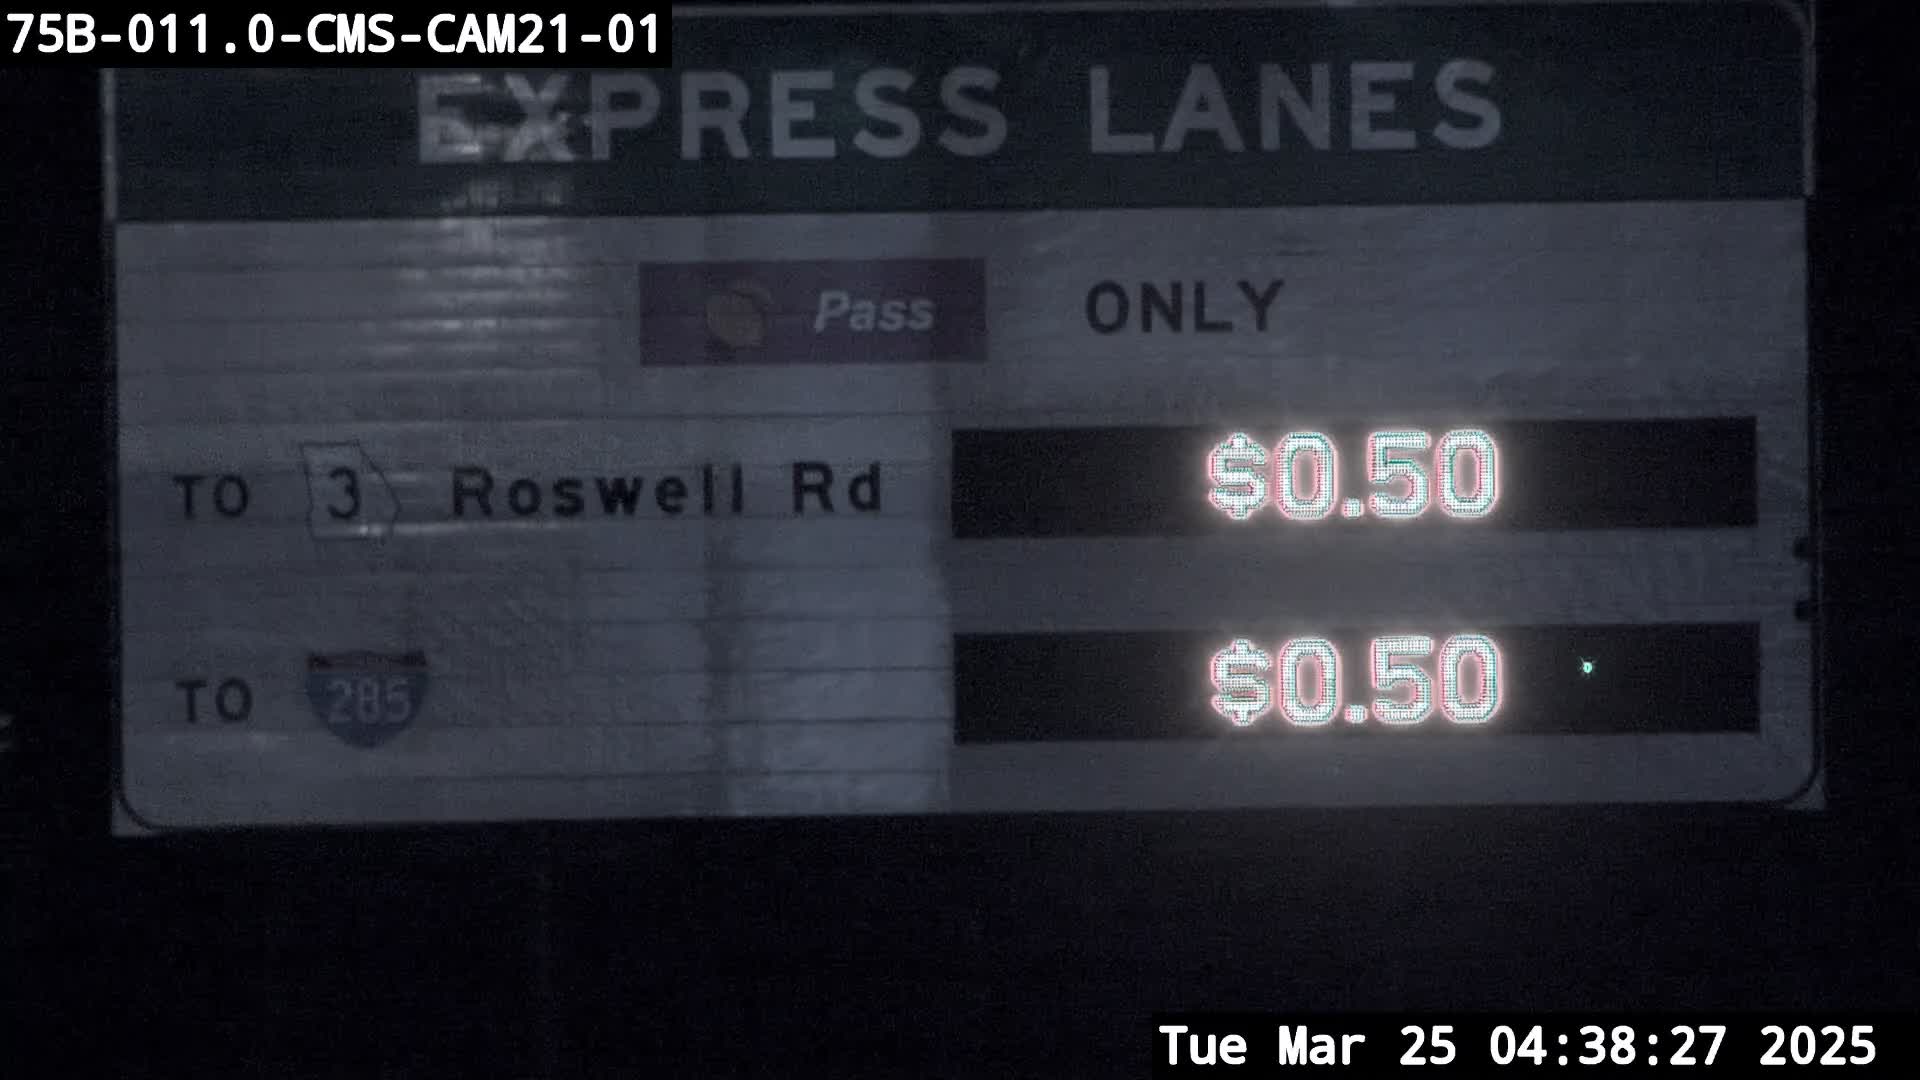 75B-011.0-CMS-CAM21-01
EXPRESS LANES
Pass ONLY
TO 3 Roswell Rd $0.50
TO 285 $0.50
Tue Mar 25 04:38:27 2025